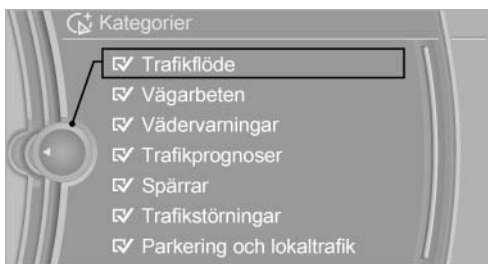 Kategorier
Trafikflöde
Vägarbeten
Vädervarningar
Trafikprognoser
Spärrar
Trafikstörningar
Parkering och lokaltrafik